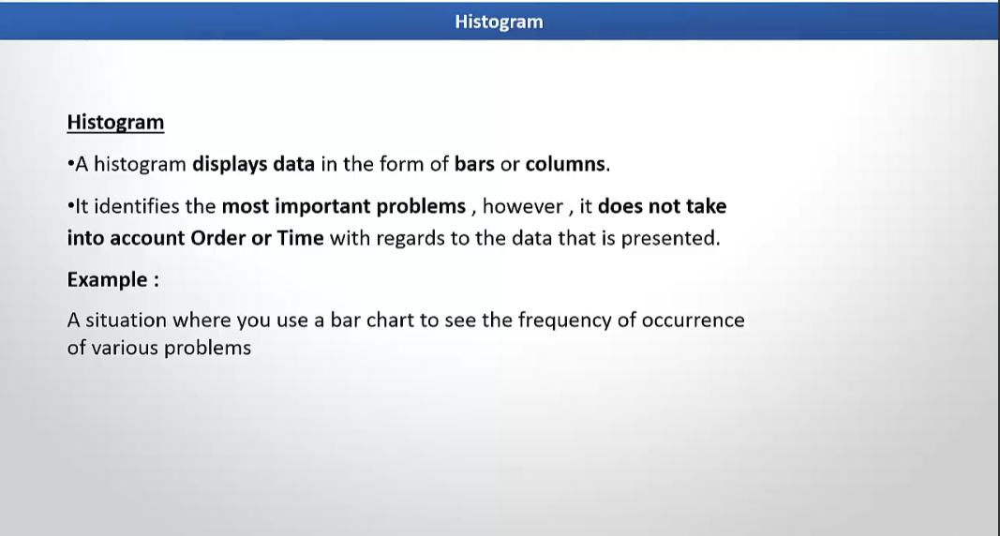 Histogram
Histogram
•A histogram displays data in the form of bars or columns.
•It identifies the most important problems , however , it does not take
into account Order or Time with regards to the data that is presented.
Example :
A situation where you use a bar chart to see the frequency of occurrence
of various problems